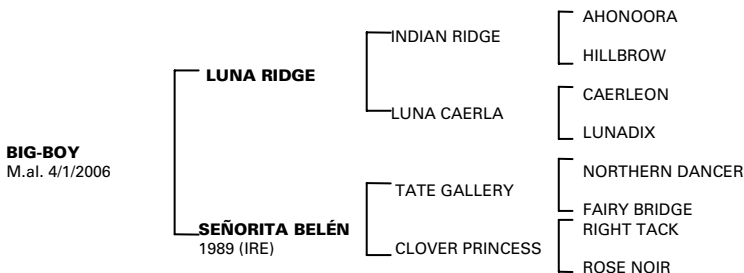 AHONOORA
INDIAN RIDGE
HILLBROW
LUNA RIDGE
CAERLEON
LUNA CAERLA
LUNADIX
BIG-BOY
M.al. 4/1/2006
NORTHERN DANCER
TATE GALLERY
FAIRY BRIDGE
SEÑORITA BELÉN
1989 (IRE)
RIGHT TACK
CLOVER PRINCESS
ROSE NOIR